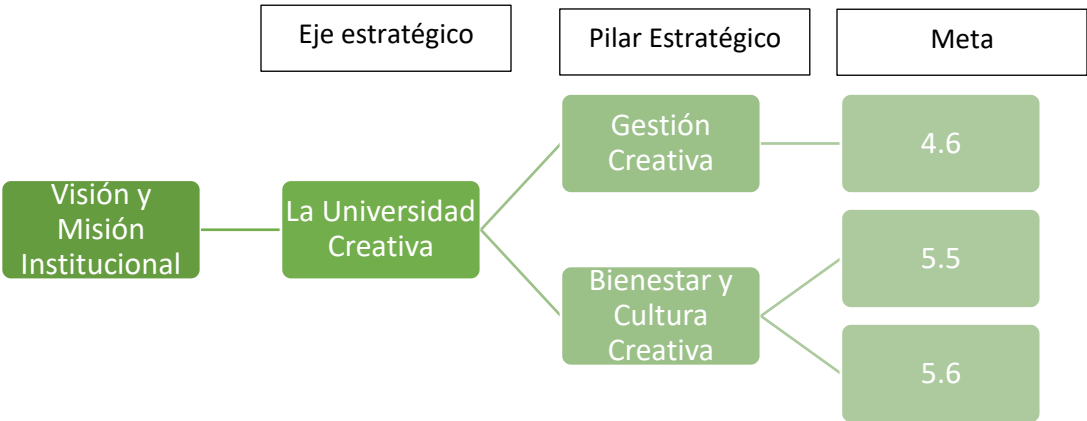 Eje estratégico
Pilar Estratégico
Meta
Visión y
Misión
Institucional
La Universidad
Creativa
Gestión
Creativa
4.6
Bienestar y
Cultura
Creativa
5.5
5.6